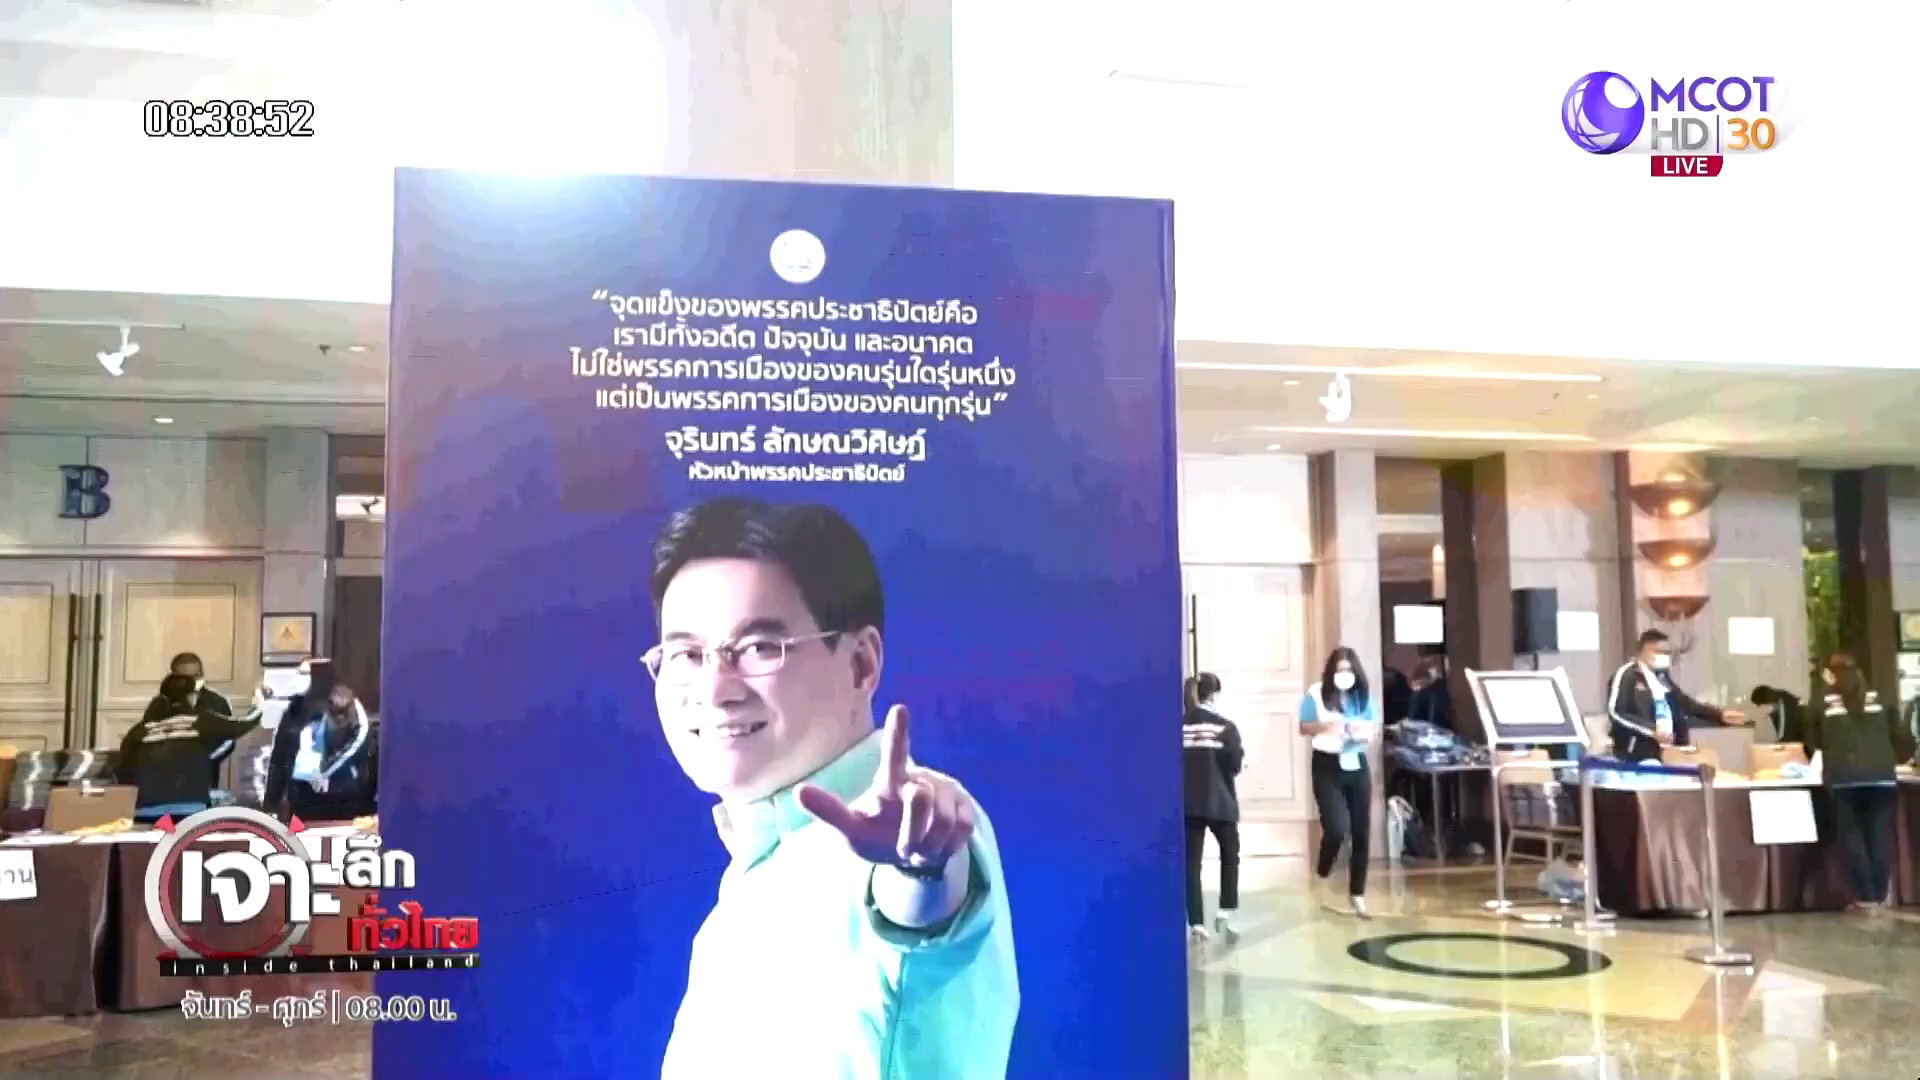 08:38:52
MCOT
HD 30
LIVE
“จุดแข็งของพรรคประชาธิปัตย์คือ
เรามีทั้งอดีต ปัจจุบัน และอนาคต
ไม่ใช่พรรคการเมืองของคนรุ่นใดรุ่นหนึ่ง
แต่เป็นพรรคการเมืองของคนทุกรุ่น”
จุรินทร์ ลักษณวิศิษฎ์
หัวหน้าพรรคประชาธิปัตย์
B
เจาะลึก
ทั่วไทย
inside thailand
จันทร์ - ศุกร์ | 08.00 น.